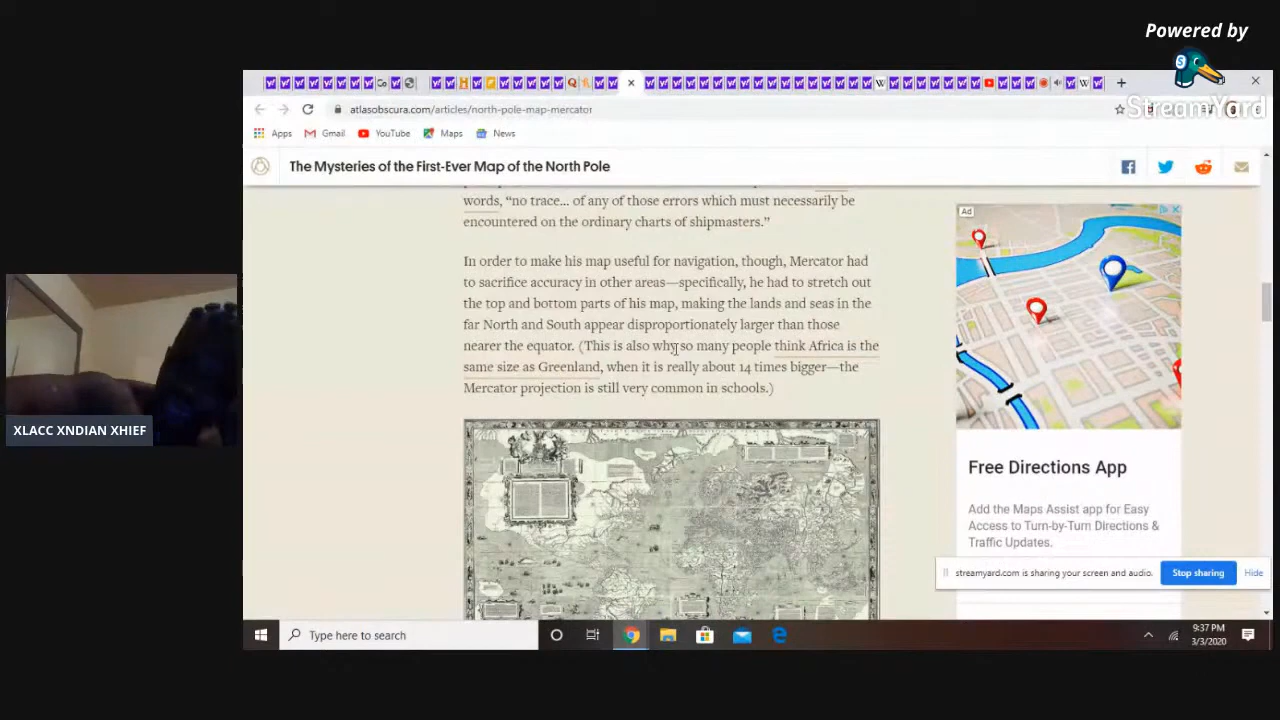 Powered by
StreamYard
atlasobscura.com/articles/north-pole-map-mercator
Apps Gmail YouTube Maps News
The Mysteries of the First-Ever Map of the North Pole
words, “no trace… of any of those errors which must necessarily be
encountered on the ordinary charts of shipmasters.”
In order to make his map useful for navigation, though, Mercator had
to sacrifice accuracy in other areas—specifically, he had to stretch out
the top and bottom parts of his map, making the lands and seas in the
far North and South appear disproportionately larger than those
nearer the equator. (This is also why so many people think Africa is the
same size as Greenland, when it is really about 14 times bigger—the
Mercator projection is still very common in schools.)
Ad
Free Directions App
Add the Maps Assist app for Easy
Access to Turn-by-Turn Directions &
Traffic Updates.
streamyard.com is sharing your screen and audio.
Stop sharing
Hide
XLACC XNDIAN XHIEF
Type here to search
9:37 PM
3/3/2020